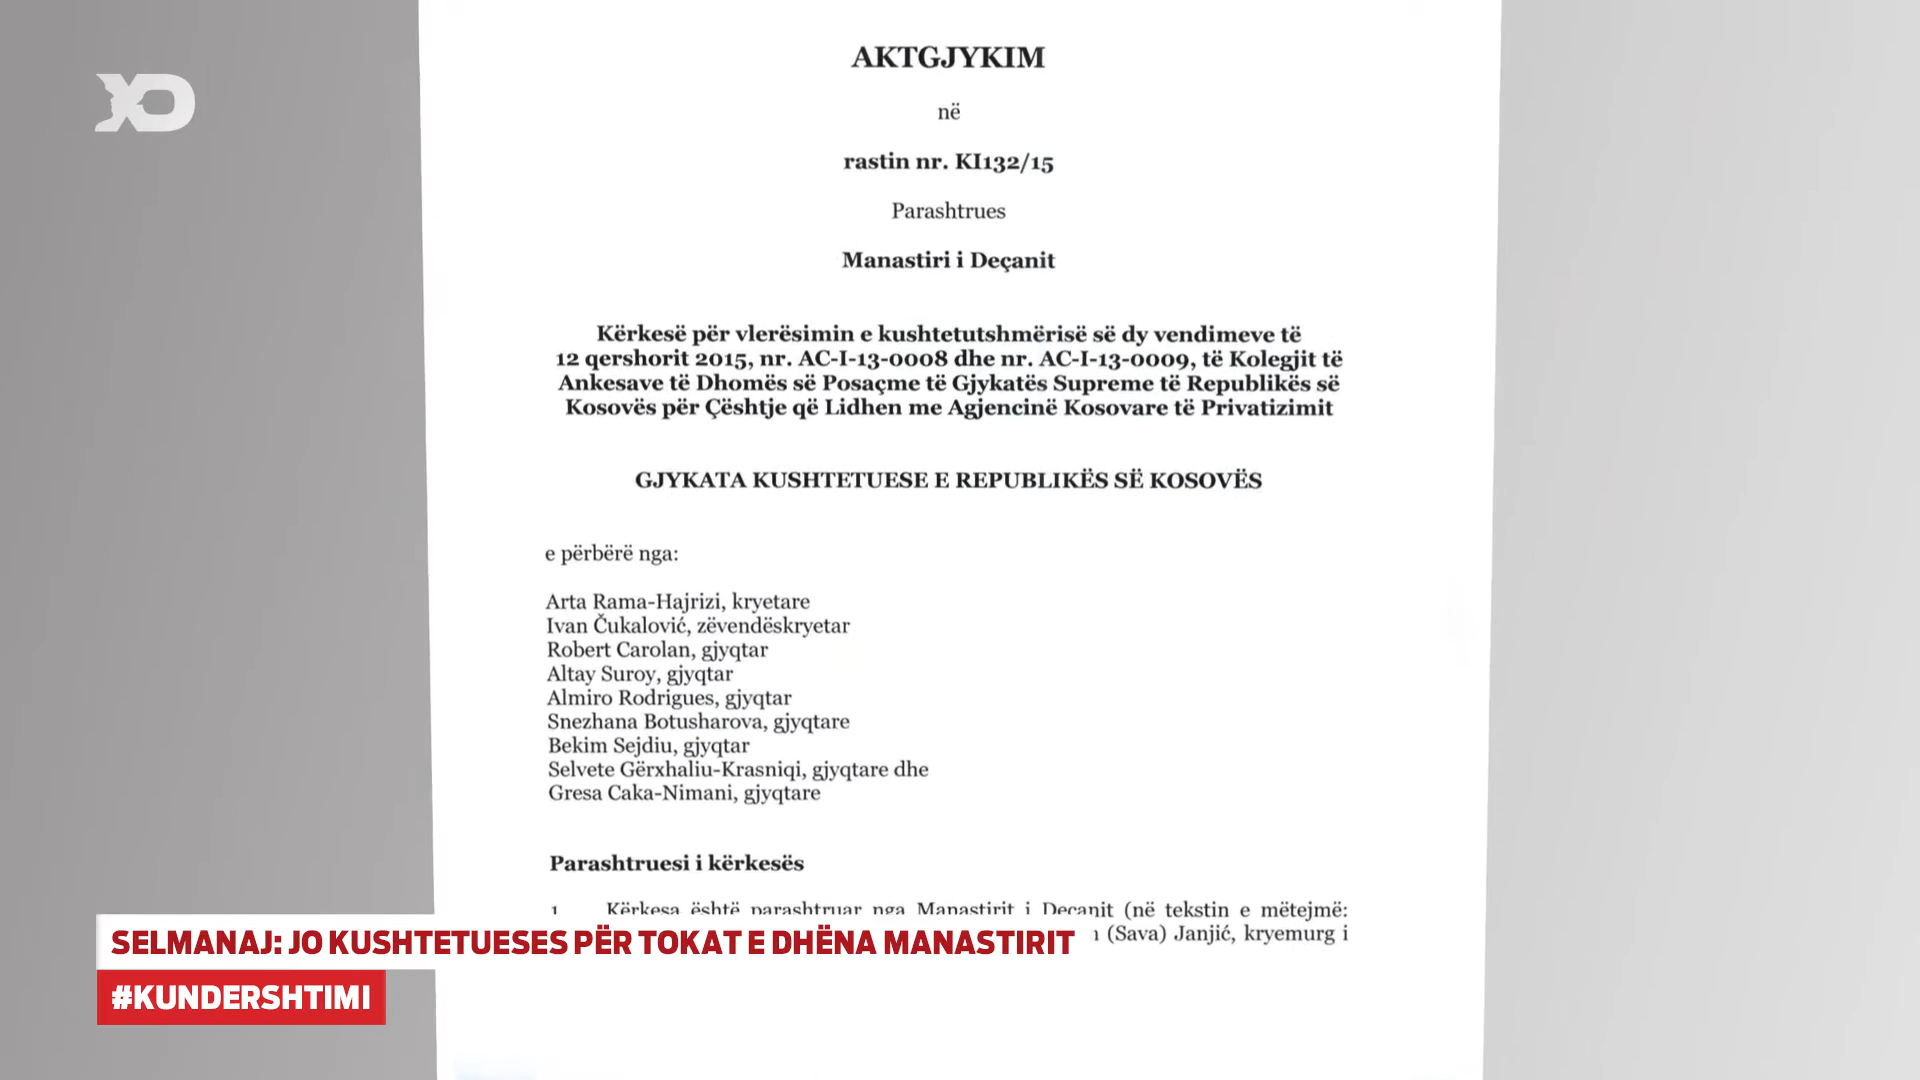 AKTGJYKIM
në
rastin nr. KI132/15
Parashtrues
Manastiri i Deçanit
Kërkesë për vlerësimin e kushtetutshmërisë së dy vendimeve të
12 qershorit 2015, nr. AC-I-13-0008 dhe nr. AC-I-13-0009, të Kolegjit të
Ankesave të Dhomës së Posaçme të Gjykatës Supreme të Republikës së
Kosovës për Çështje që Lidhen me Agjencinë Kosovare të Privatizimit
GJYKATA KUSHTETUESE E REPUBLIKËS SË KOSOVËS
e përbërë nga:
Arta Rama-Hajrizi, kryetare
Ivan Čukalović, zëvendëskryetar
Robert Carolan, gjyqtar
Altay Suroy, gjyqtar
Almiro Rodrigues, gjyqtar
Snezhana Botusharova, gjyqtare
Bekim Sejdiu, gjyqtar
Selvete Gërxhaliu-Krasniqi, gjyqtare dhe
Gresa Caka-Nimani, gjyqtare
Parashtruesi i kërkesës
1 Kërkesa është parashtruar nga Manastirit i Deçanit (në tekstin e mëtejmë:
(Sava) Janjić, kryemurg i
SELMANAJ: JO KUSHTETUESES PËR TOKAT E DHËNA MANASTIRIT
#KUNDERSHTIMI